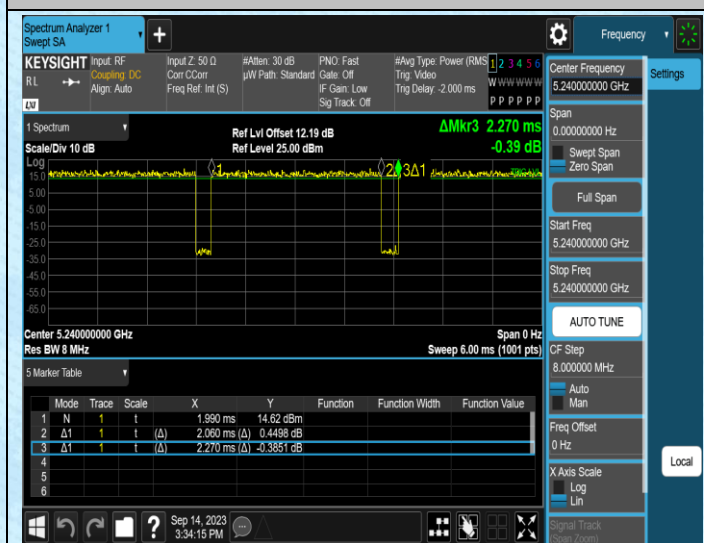 Spectrum Analyzer 1
Swept SA
+
Frequency
KEYSIGHT
RL
LXI
Input: RF
Coupling: DC
Align: Auto
Input Z: 50 Ω
Corr CCorr
Freq Ref: Int (S)
#Atten: 30 dB
µW Path: Standard
PNO: Fast
Gate: Off
IF Gain: Low
Sig Track: Off
#Avg Type: Power (RMS
Trig: Video
Trig Delay: -2.000 ms
1 2 3 4 5 6
W W W W W W
P P P P P P
1 Spectrum
Scale/Div 10 dB
Ref Lvl Offset 12.19 dB
Ref Level 25.00 dBm
ΔMkr3 2.270 ms
-0.39 dB
Log
15.0
5.00
-5.00
-15.0
-25.0
-35.0
-45.0
-55.0
-65.0
1
2
3Δ1
Center 5.240000000 GHz
Span 0 Hz
Res BW 8 MHz
Sweep 6.00 ms (1001 pts)
5 Marker Table
Mode Trace Scale X Y Function Function Width Function Value
1 N 1 t 1.990 ms 14.62 dBm
2 Δ1 1 t (Δ) 2.060 ms (Δ) 0.4498 dB
3 Δ1 1 t (Δ) 2.270 ms (Δ) -0.3851 dB
4
5
6
Sep 14, 2023
3:34:15 PM
Center Frequency
5.240000000 GHz
Span
0.00000000 Hz
Swept Span
Zero Span
Full Span
Start Freq
5.240000000 GHz
Stop Freq
5.240000000 GHz
AUTO TUNE
CF Step
8.000000 MHz
Auto
Man
Freq Offset
0 Hz
X Axis Scale
Log
Lin
Signal Track
(Span Zoom)
Settings
Local